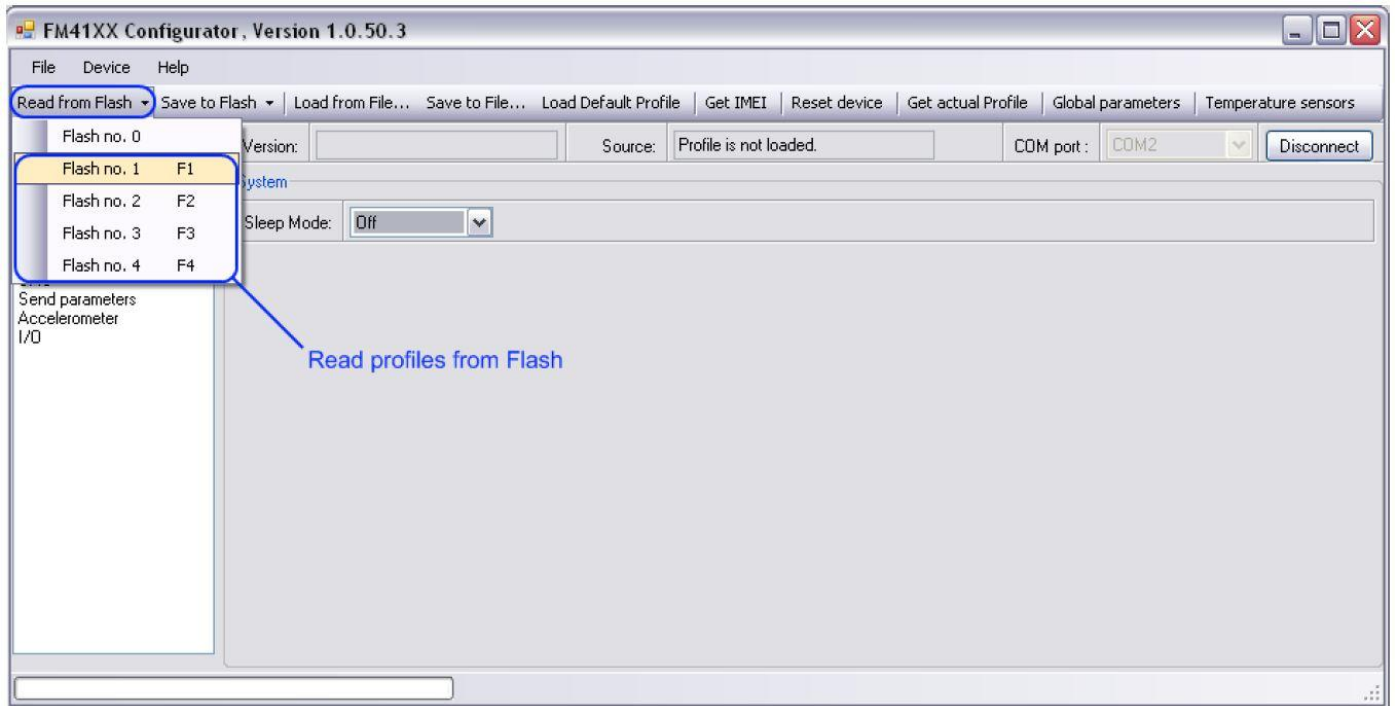 FM41XX Configurator, Version 1.0.50.3
File Device Help
Read from Flash Save to Flash Load from File... Save to File... Load Default Profile Get IMEI Reset device Get actual Profile Global parameters Temperature sensors
Flash no. 0
Version: Source: Profile is not loaded. COM port : COM2 Disconnect
Flash no. 1 F1
System
Flash no. 2 F2
Sleep Mode: Off
Flash no. 3 F3
Flash no. 4 F4
Send parameters
Accelerometer
I/O
Read profiles from Flash